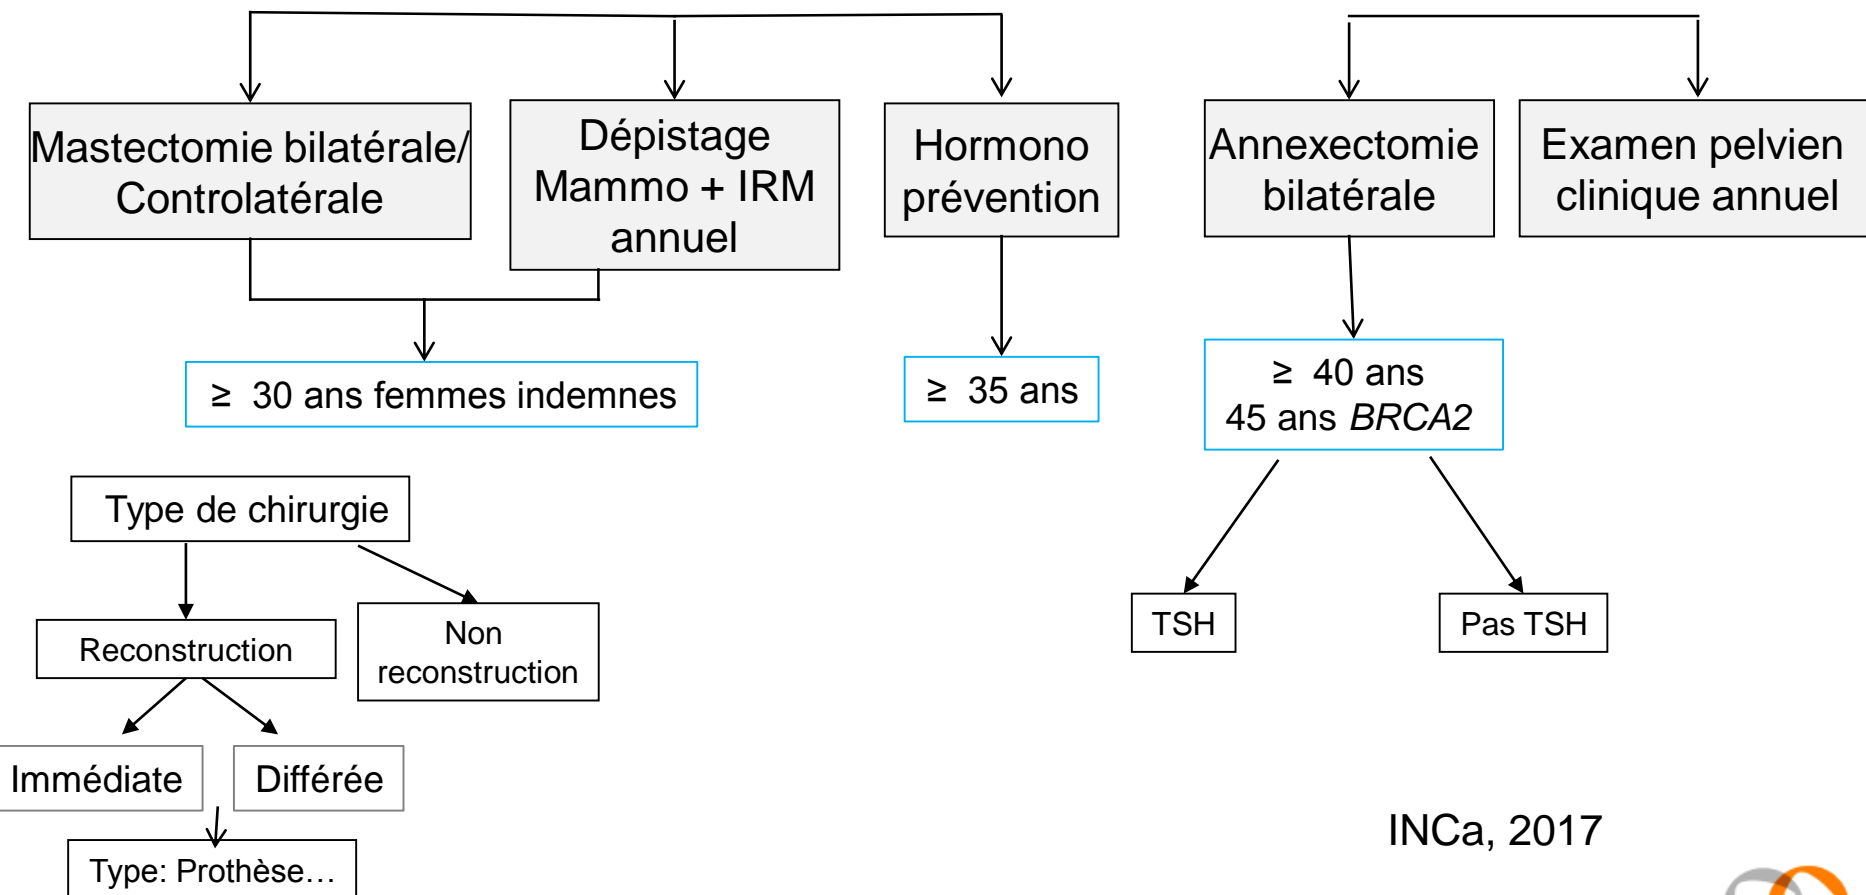 Mastectomie bilatérale/
Controlatérale
Dépistage
Mammo + IRM
annuel
Hormono
prévention
Annexectomie
bilatérale
Examen pelvien
clinique annuel
≥ 30 ans femmes indemnes
≥ 35 ans
≥ 40 ans
45 ans BRCA2
Type de chirurgie
Reconstruction
Non
reconstruction
TSH
Pas TSH
Immédiate
Différée
Type: Prothèse…
INCa, 2017